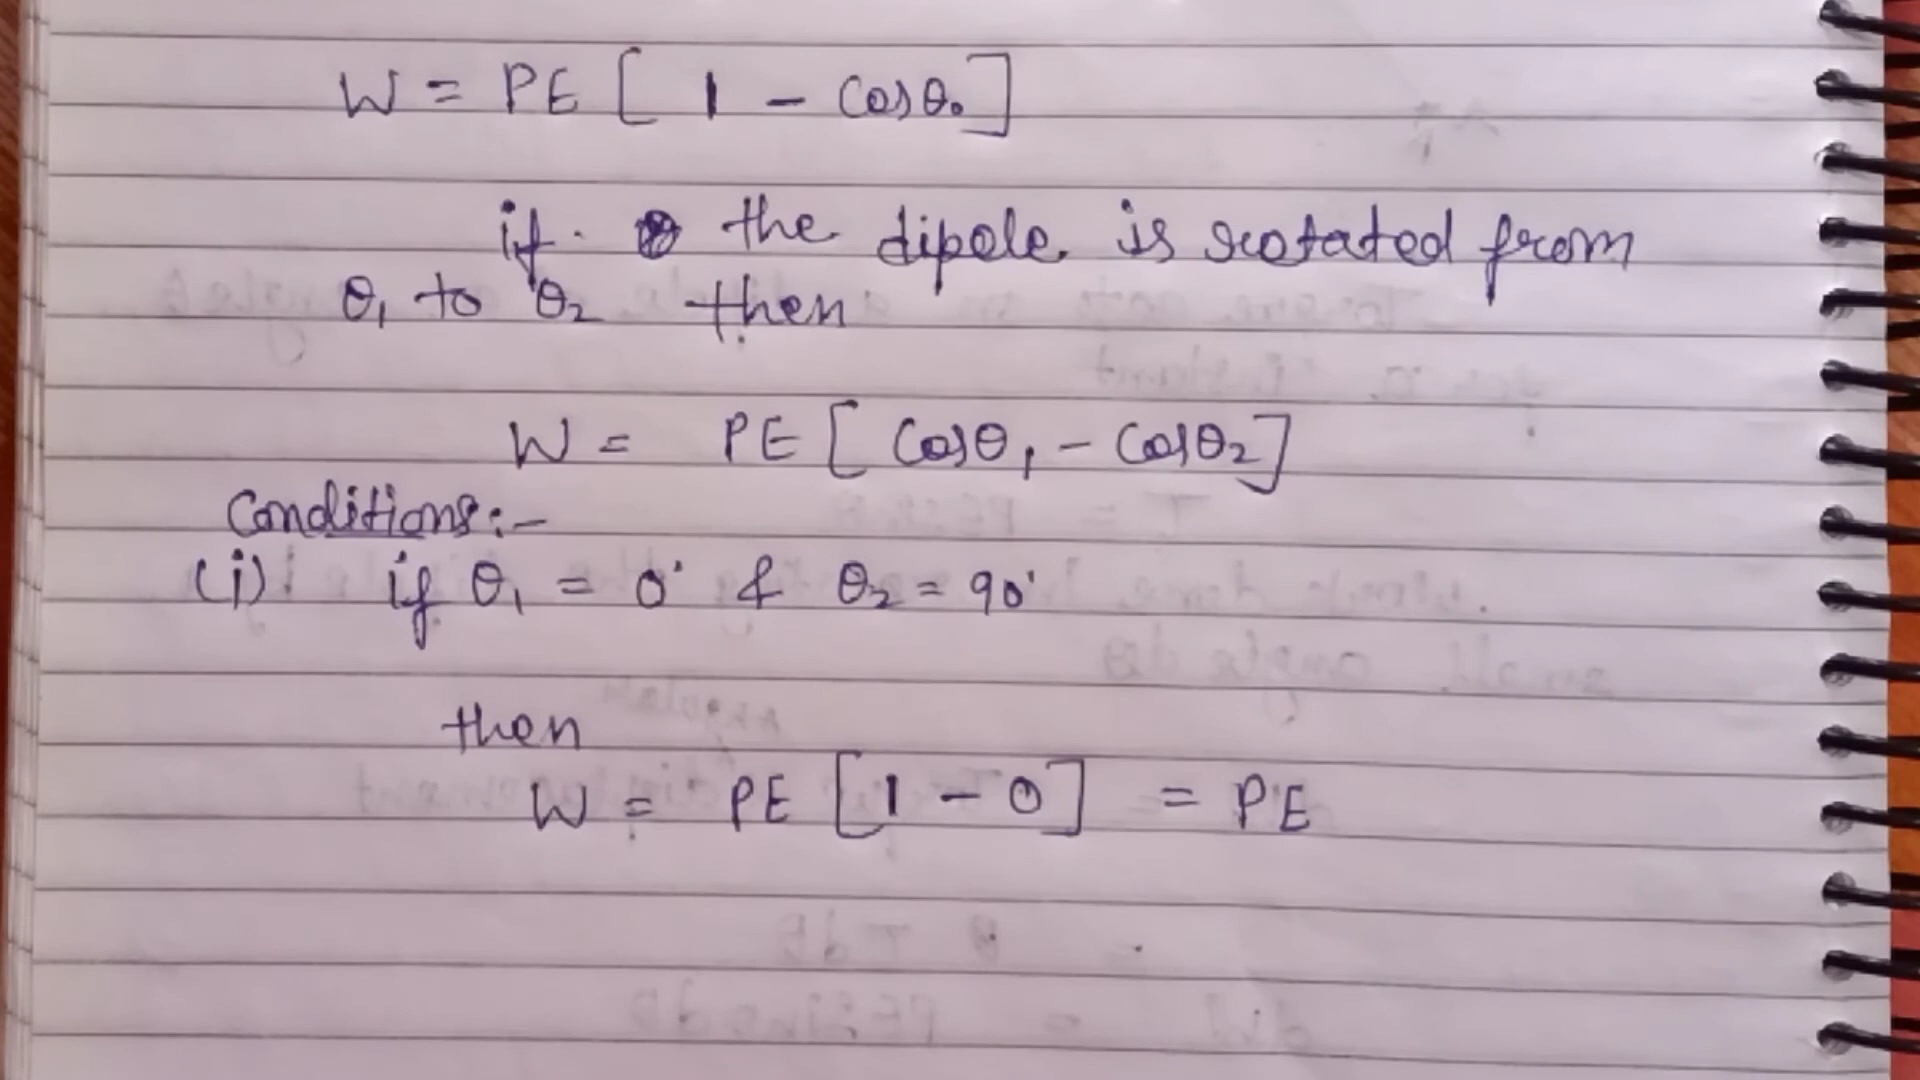 W = PE [ 1 - Cosθ₀ ]
if the dipole is rotated from
θ₁ to θ₂ then
W = PE [ Cosθ₁ - Cosθ₂ ]
Conditions:-
(i) if θ₁ = 0° & θ₂ = 90°
then
W = PE [ 1 - 0 ] = PE